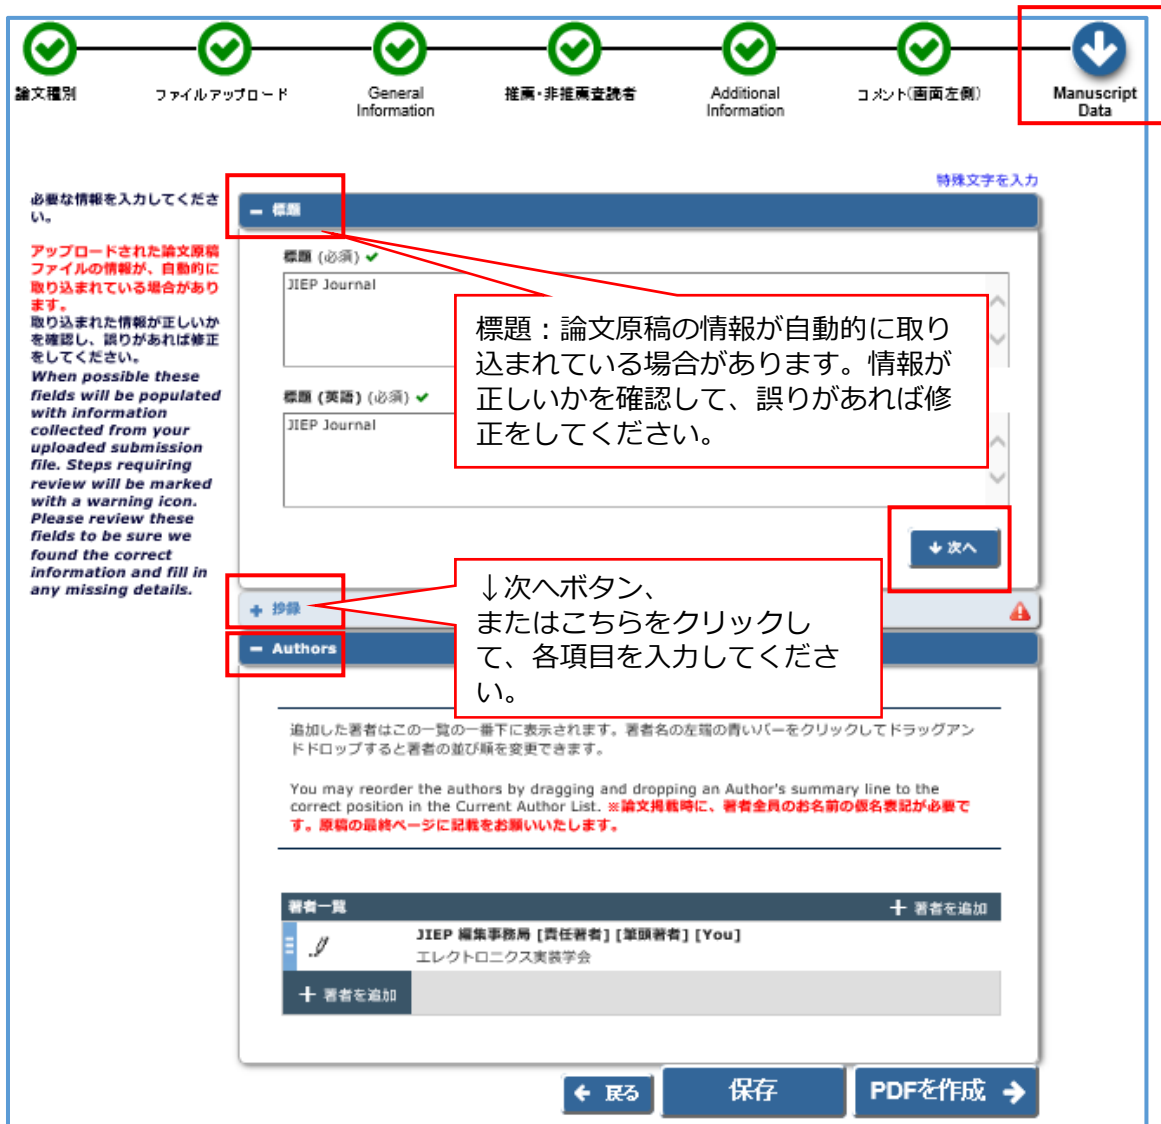 論文種別
ファイルアップロード
General
Information
推薦・非推薦査読者
Additional
Information
コメント(画面左側)
Manuscript
Data
特殊文字を入力
必要な情報を入力してくださ
い。
アップロードされた論文原稿
ファイルの情報が、自動的に
取り込まれている場合があり
ます。
取り込まれた情報が正しいか
を確認し、誤りがあれば修正
をしてください。
When possible these
fields will be populated
with information
collected from your
uploaded submission
file. Steps requiring
review will be marked
with a warning icon.
Please review these
fields to be sure we
found the correct
information and fill in
any missing details.
標題
標題 (必須)
JIEP Journal
標題：論文原稿の情報が自動的に取り
込まれている場合があります。情報が
正しいかを確認して、誤りがあれば修
正をしてください。
標題 (英語) (必須)
JIEP Journal
次へ
抄録
↓次へボタン、
またはこちらをクリックし
て、各項目を入力してくださ
い。
Authors
追加した著者はこの一覧の一番下に表示されます。著者名の左端の青いバーをクリックしてドラッグアン
ドドロップすると著者の並び順を変更できます。
You may reorder the authors by dragging and dropping an Author's summary line to the
correct position in the Current Author List. ※論文掲載時に、著者全員のお名前の仮名表記が必要で
す。原稿の最終ページに記載をお願いいたします。
著者一覧
＋ 著者を追加
JIEP 編集事務局 [責任著者] [筆頭著者] [You]
エレクトロニクス実装学会
＋ 著者を追加
戻る
保存
PDFを作成